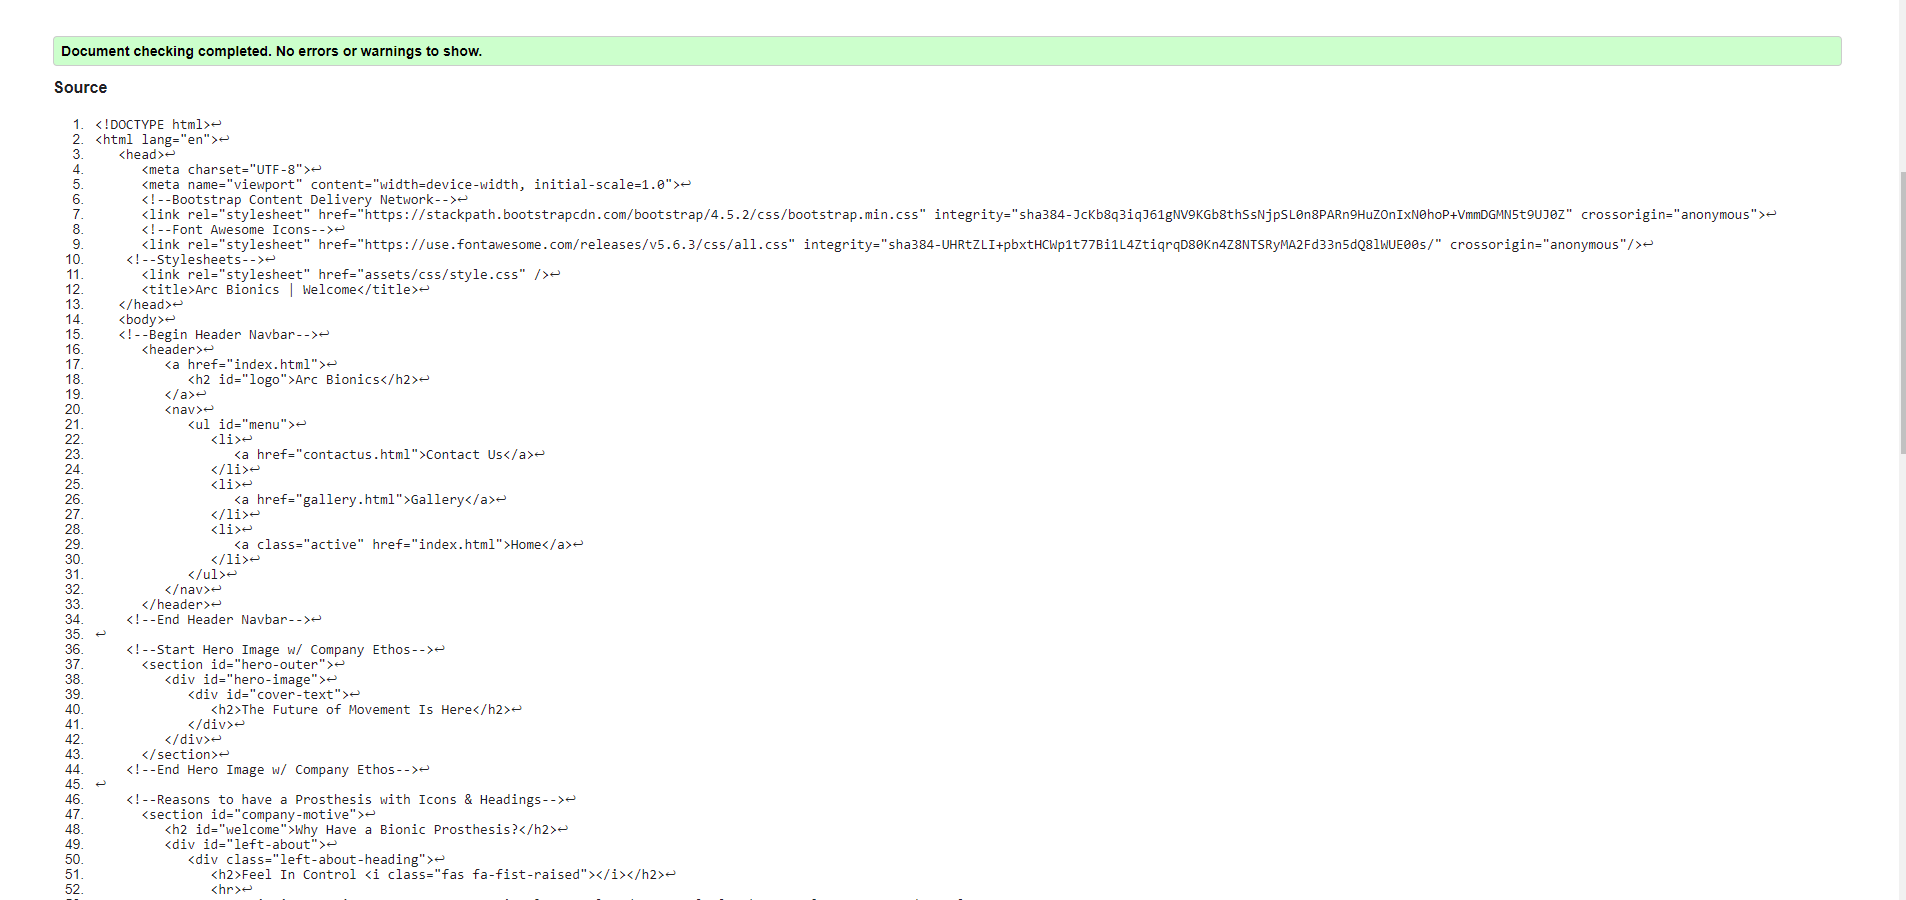 Document checking completed. No errors or warnings to show.
Source
1. <!DOCTYPE html>↩
2. <html lang="en">↩
3. <head>↩
4. <meta charset="UTF-8">↩
5. <meta name="viewport" content="width=device-width, initial-scale=1.0">↩
6. <!--Bootstrap Content Delivery Network-->↩
7. <link rel="stylesheet" href="https://stackpath.bootstrapcdn.com/bootstrap/4.5.2/css/bootstrap.min.css" integrity="sha384-JcKb8q3iqJ61gNV9KGb8thSsNjpSL0n8PARn9HuZOnIxN0hoP+VmmDGMN5t9UJ0Z" crossorigin="anonymous">↩
8. <!--Font Awesome Icons-->↩
9. <link rel="stylesheet" href="https://use.fontawesome.com/releases/v5.6.3/css/all.css" integrity="sha384-UHRtZLI+pbxtHCWp1t77Bi1L4ZtiqrqD80Kn4Z8NTSRyMA2Fd33n5dQ8lWUE00s/" crossorigin="anonymous"/>↩
10. <!--Stylesheets-->↩
11. <link rel="stylesheet" href="assets/css/style.css" />↩
12. <title>Arc Bionics | Welcome</title>↩
13. </head>↩
14. <body>↩
15. <!--Begin Header Navbar-->↩
16. <header>↩
17. <a href="index.html">↩
18. <h2 id="logo">Arc Bionics</h2>↩
19. </a>↩
20. <nav>↩
21. <ul id="menu">↩
22. <li>↩
23. <a href="contactus.html">Contact Us</a>↩
24. </li>↩
25. <li>↩
26. <a href="gallery.html">Gallery</a>↩
27. </li>↩
28. <li>↩
29. <a class="active" href="index.html">Home</a>↩
30. </li>↩
31. </ul>↩
32. </nav>↩
33. </header>↩
34. <!--End Header Navbar-->↩
35. ↩
36. <!--Start Hero Image w/ Company Ethos-->↩
37. <section id="hero-outer">↩
38. <div id="hero-image">↩
39. <div id="cover-text">↩
40. <h2>The Future of Movement Is Here</h2>↩
41. </div>↩
42. </div>↩
43. </section>↩
44. <!--End Hero Image w/ Company Ethos-->↩
45. ↩
46. <!--Reasons to have a Prosthesis with Icons & Headings-->↩
47. <section id="company-motive">↩
48. <h2 id="welcome">Why Have a Bionic Prosthesis?</h2>↩
49. <div id="left-about">↩
50. <div class="left-about-heading">↩
51. <h2>Feel In Control <i class="fas fa-fist-raised"></i></h2>↩
52. <hr>↩